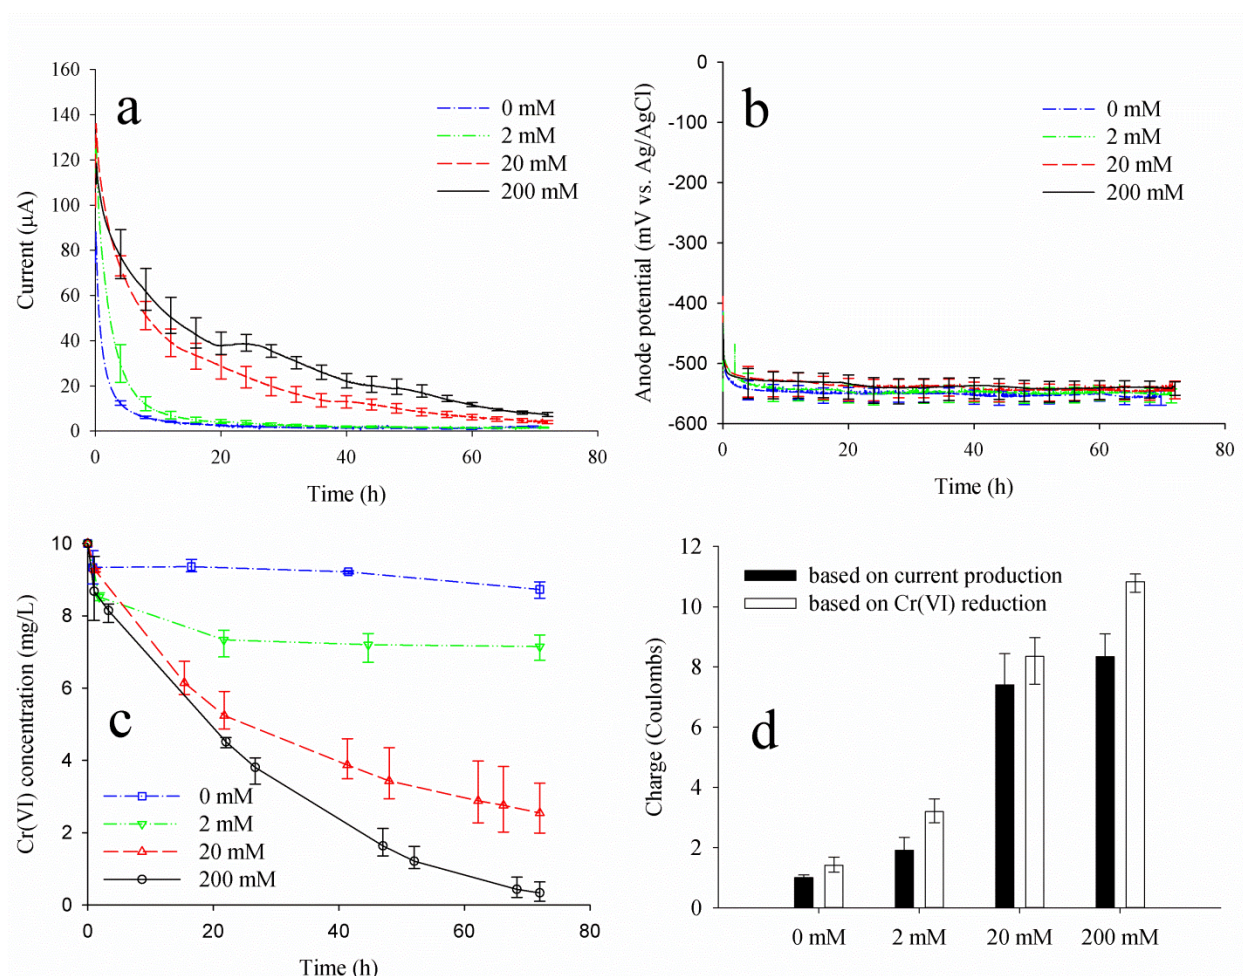 160
140
120
100
80
60
40
20
0
Current (µA)
a
0 mM
2 mM
20 mM
200 mM
0
20
40
60
80
Time (h)
0
-100
-200
-300
-400
-500
-600
Anode potential (mV vs. Ag/AgCl)
b
0 mM
2 mM
20 mM
200 mM
0
20
40
60
80
Time (h)
10
8
6
4
2
0
Cr(VI) concentration (mg/L)
c
0 mM
2 mM
20 mM
200 mM
0
20
40
60
80
Time (h)
12
10
8
6
4
2
0
Charge (Coulombs)
based on current production
based on Cr(VI) reduction
d
0 mM
2 mM
20 mM
200 mM